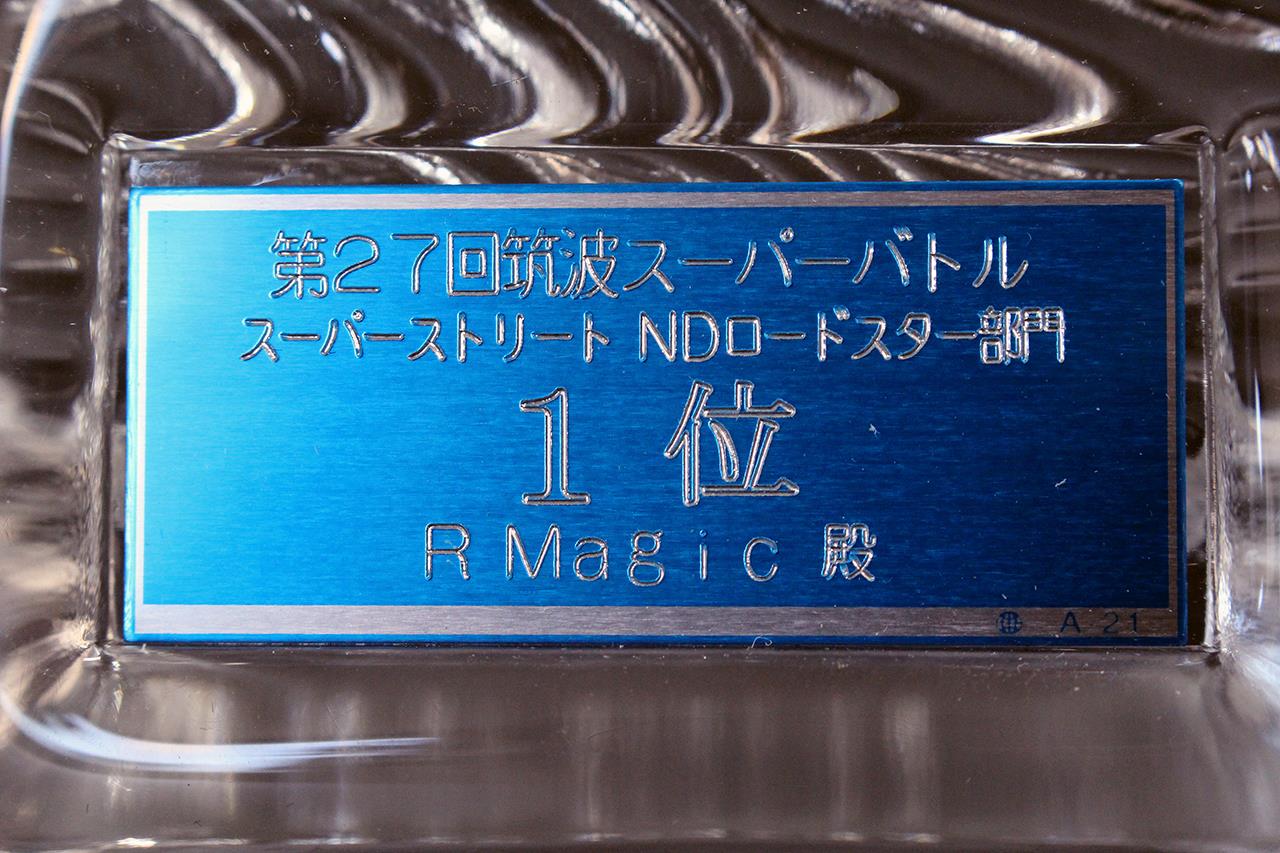 第27回筑波スーパーバトル
スーパーストリート NDロードスター部門
1位
R Magic 殿
A 21